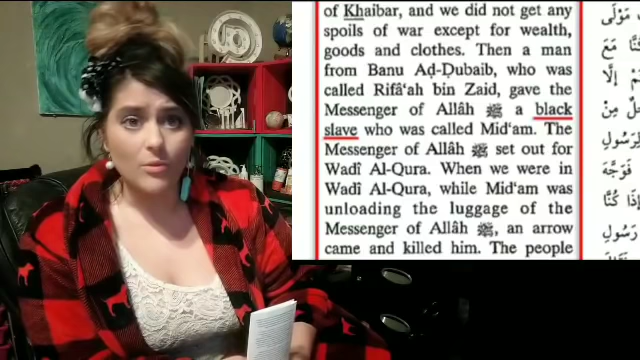 of Khaibar, and we did not get any
spoils of war except for wealth,
goods and clothes. Then a man
from Banu Aḍ-Ḍubaib, who was
called Rifâ'ah bin Zaid, gave the
Messenger of Allâh ﷺ a black
slave who was called Mid'am. The
Messenger of Allâh ﷺ set out for
Wadî Al-Qura. When we were in
Wadî Al-Qura, while Mid'am was
unloading the luggage of the
Messenger of Allâh ﷺ, an arrow
came and killed him. The people